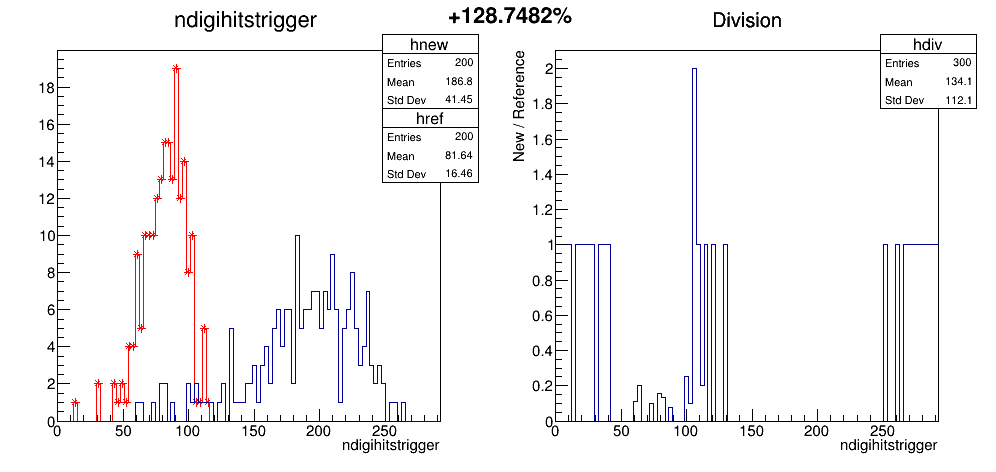 +128.7482%
ndigihitstrigger
hnew
Entries 200
Mean 186.8
Std Dev 41.45
href
Entries 200
Mean 81.64
Std Dev 16.46
18
16
14
12
10
8
6
4
2
0
0 50 100 150 200 250
ndigihitstrigger
Division
hdiv
Entries 300
Mean 134.1
Std Dev 112.1
New / Reference
2
1.8
1.6
1.4
1.2
1
0.8
0.6
0.4
0.2
0
0 50 100 150 200 250
ndigihitstrigger